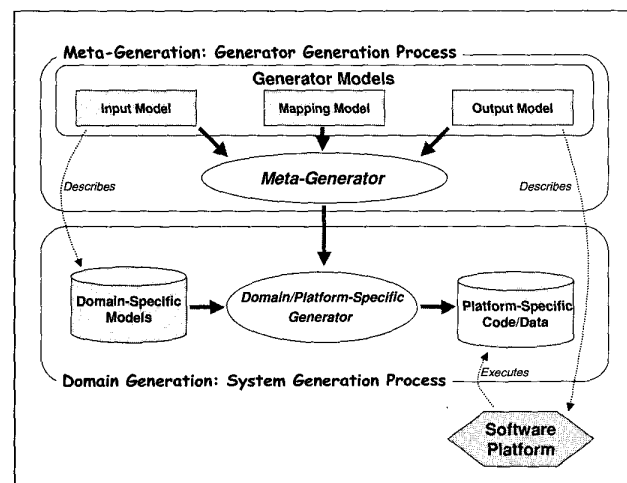 Meta-Generation: Generator Generation Process
Generator Models
Input Model
Mapping Model
Output Model
Describes
Meta-Generator
Describes
Domain-Specific
Models
Domain/Platform-Specific
Generator
Platform-Specific
Code/Data
Executes
Domain Generation: System Generation Process
Software
Platform